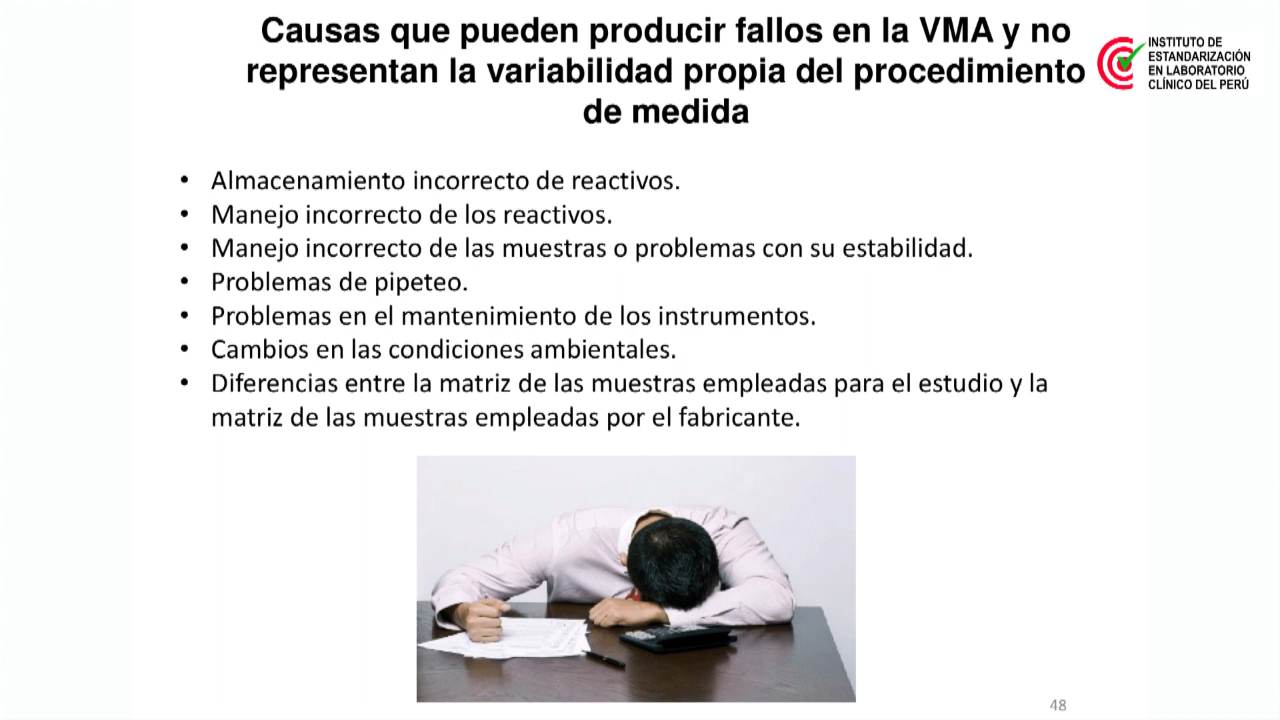 Causas que pueden producir fallos en la VMA y no
representan la variabilidad propia del procedimiento
de medida
INSTITUTO DE
ESTANDARIZACIÓN
EN LABORATORIO
CLÍNICO DEL PERÚ
• Almacenamiento incorrecto de reactivos.
• Manejo incorrecto de los reactivos.
• Manejo incorrecto de las muestras o problemas con su estabilidad.
• Problemas de pipeteo.
• Problemas en el mantenimiento de los instrumentos.
• Cambios en las condiciones ambientales.
• Diferencias entre la matriz de las muestras empleadas para el estudio y la
matriz de las muestras empleadas por el fabricante.
48